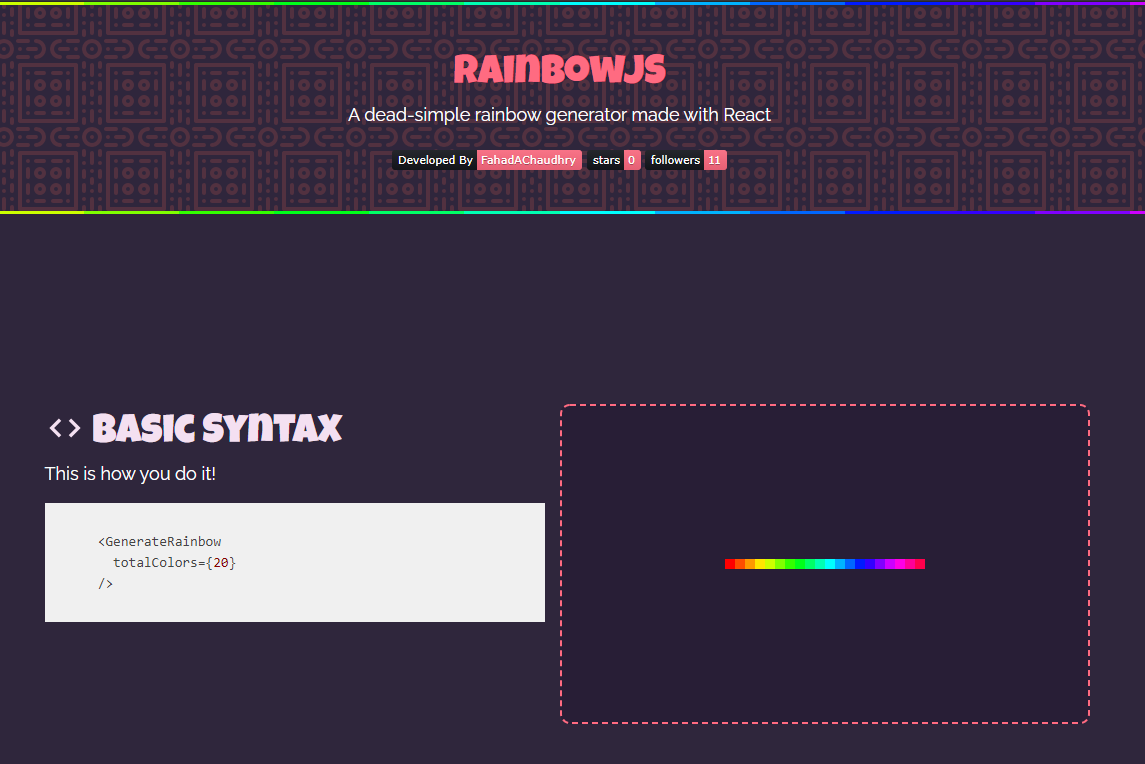 RAINBOWJS
A dead-simple rainbow generator made with React
Developed By FahadAChaudhry stars 0 followers 11
<> BASIC SYNTAX
This is how you do it!
<GenerateRainbow
totalColors={20}
/>